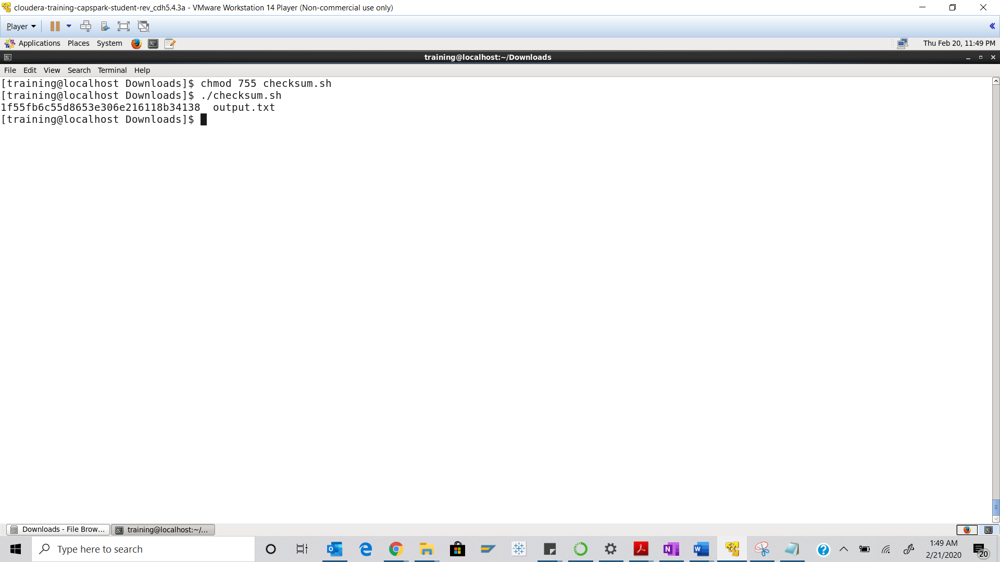 cloudera-training-capspark-student-rev_cdh5.4.3a - VMware Workstation 14 Player (Non-commercial use only)
Player
Applications Places System Thu Feb 20, 11:49 PM
training@localhost:~/Downloads
File Edit View Search Terminal Help
[training@localhost Downloads]$ chmod 755 checksum.sh
[training@localhost Downloads]$ ./checksum.sh
1f55fb6c55d8653e306e216118b34138  output.txt
[training@localhost Downloads]$
Downloads - File Brow... training@localhost:~/...
Type here to search
1:49 AM
2/21/2020
20